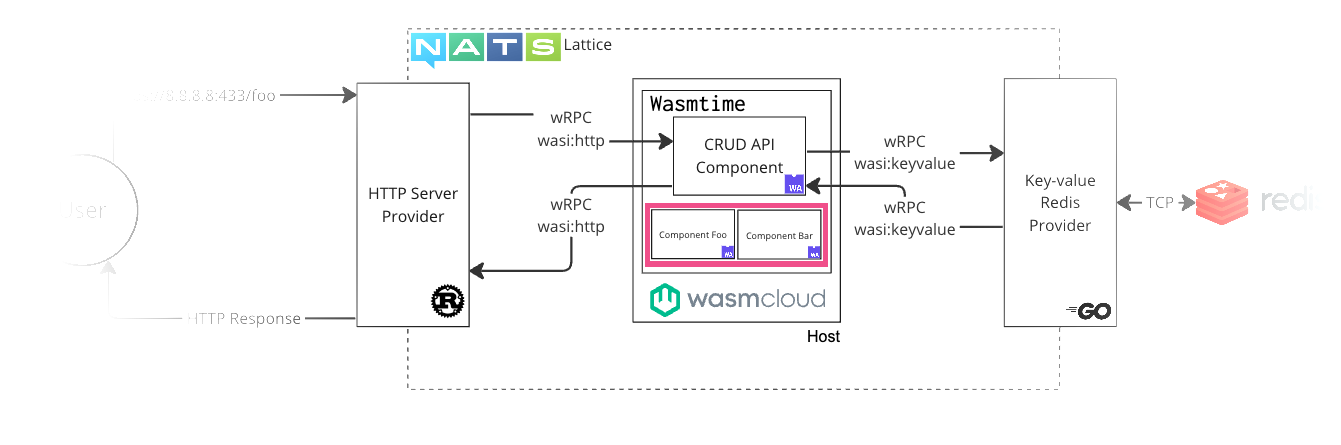 NATS Lattice
8.8.8.8:433/foo
User
HTTP Response
HTTP Server
Provider
R
wRPC
wasi:http
wRPC
wasi:http
Wasmtime
CRUD API
Component
WA
Component Foo
WA
Component Bar
WA
wasmcloud
Host
wRPC
wasi:keyvalue
wRPC
wasi:keyvalue
Key-value
Redis
Provider
GO
TCP
redis